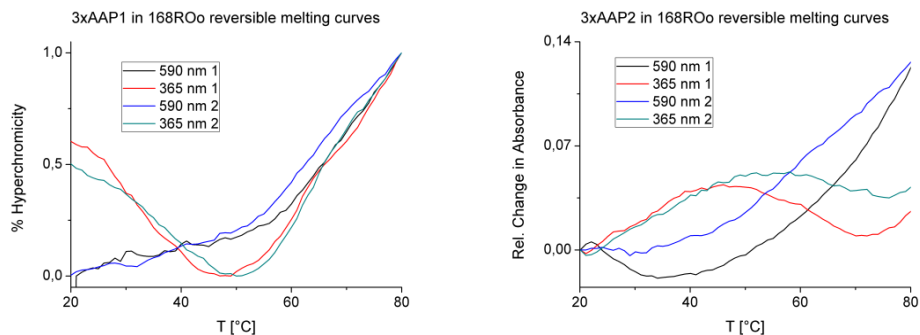 3xAAP1 in 168ROo reversible melting curves
1,0
0,5
0,0
% Hyperchromicity
590 nm 1
365 nm 1
590 nm 2
365 nm 2
20
40
60
80
T [°C]
3xAAP2 in 168ROo reversible melting curves
0,14
0,07
0,00
Rel. Change in Absorbance
590 nm 1
365 nm 1
590 nm 2
365 nm 2
20
40
60
80
T [°C]